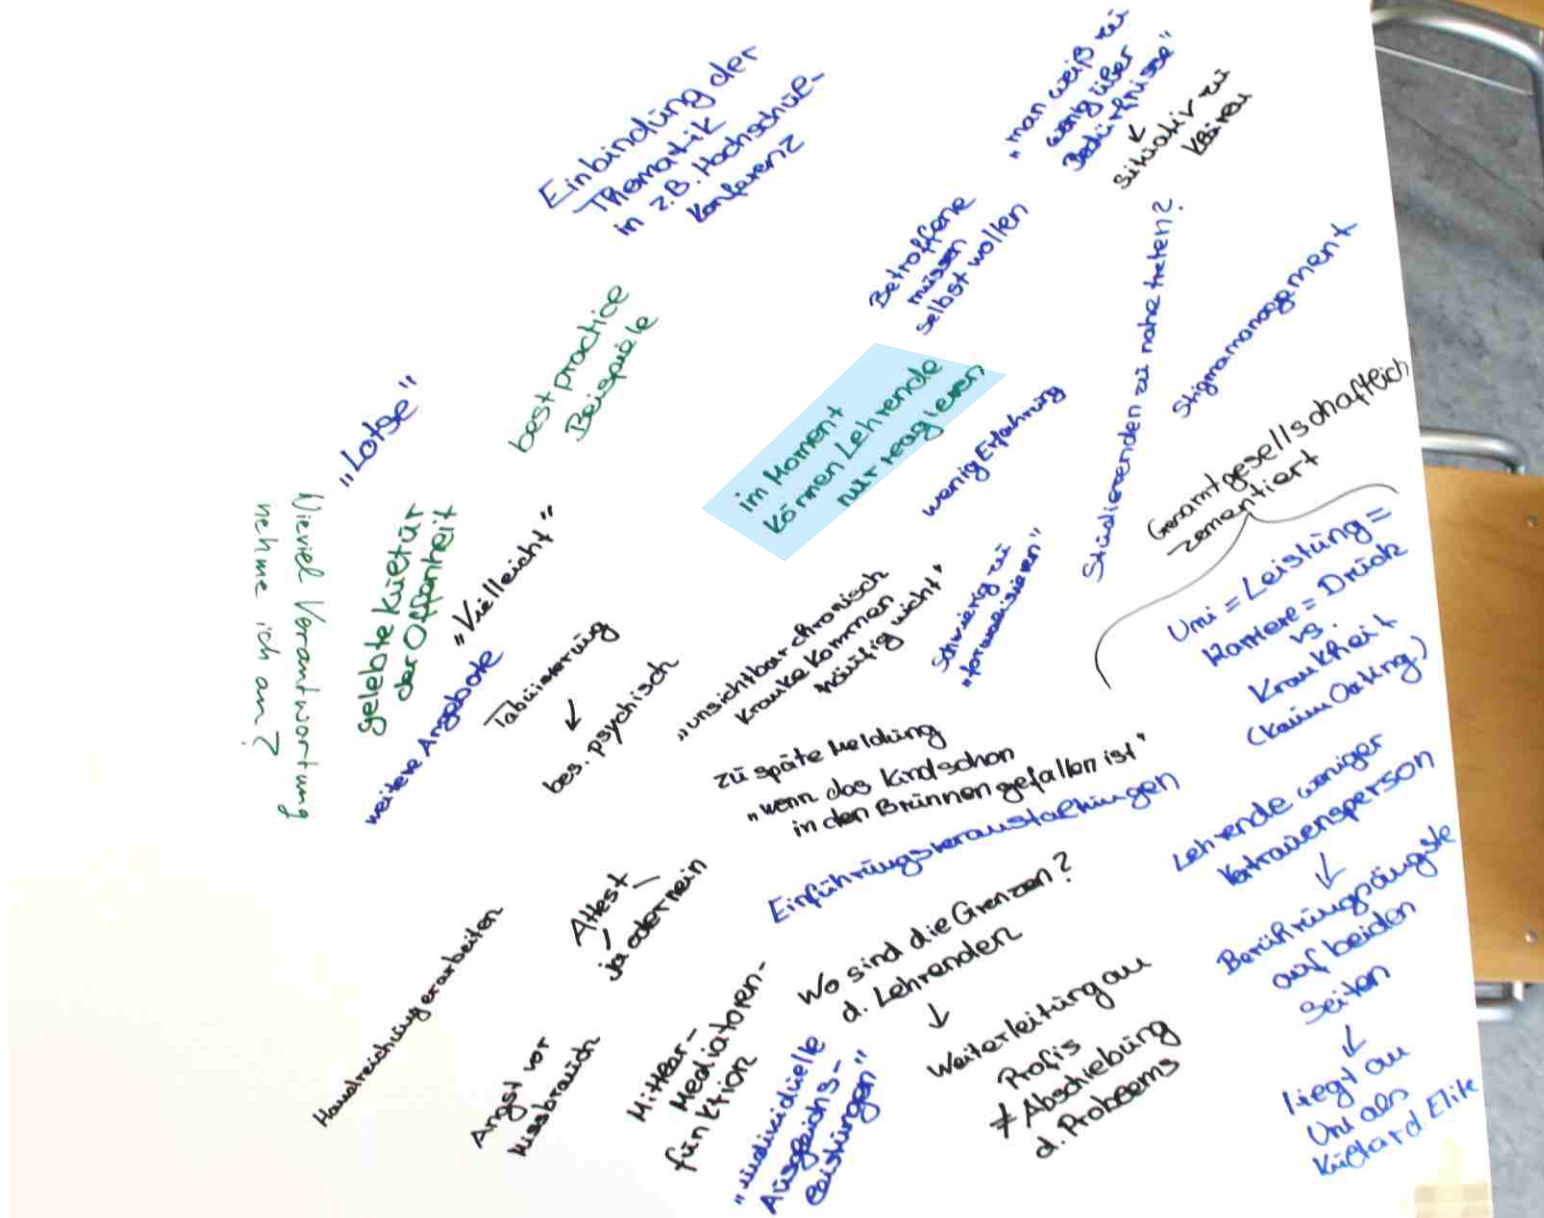 Einbindung der
Thematik
in z.B. Hochschul-
konferenz
„man weiß zu
wenig über
Bedürfnisse"
↙
situativ zu
klären
Betroffene
müssen
selbst wollen
Studierenden zu nahe treten?
Stigmamanagement
best practice
Beispiele
„Lotse"
im Moment
können Lehrende
nur reagieren
wenig Erfahrung
Gesamtgesellschaftlich
zementiert
Uni = Leistung =
Karriere = Druck
vs.
Krankheit
(kaum Outing)
Wieviel Verantwortung
nehme ich an?
gelebte Kultur
der Offenheit
„Vielleicht"
weitere Angebote
Tabuisierung
↙
bes. psychisch
„unsichtbar chronisch
Kranke kommen
häufig nicht"
Schwierig zu
„formalisieren"
zu späte Meldung
„wenn das Kind schon
in den Brunnen gefallen ist"
Einführungsveranstaltungen
Lehrende weniger
Vertrauensperson
↓
Berührungsängste
auf beiden
Seiten
↓
liegt an
Uni als
Elite
Attest
ja oder nein
Handreichung erarbeiten
Angst vor
Missbrauch
Mittler-
Mediatoren-
funktion
„individuelle
Ausgleichs-
leistungen"
Wo sind die Grenzen?
d. Lehrenden
↓
Weiterleitung an
Profis
≠ Abschiebung
d. Problems